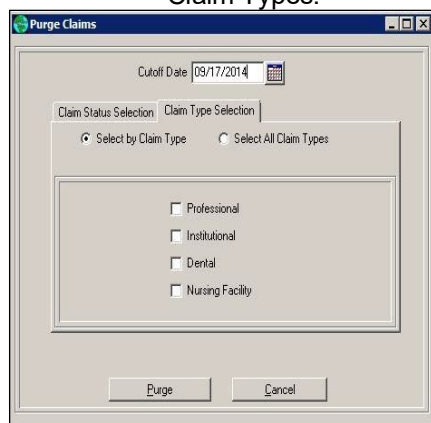 Claim Types.
Purge Claims
Cutoff Date 09/17/2014
Claim Status Selection Claim Type Selection
Select by Claim Type Select All Claim Types
Professional
Institutional
Dental
Nursing Facility
Purge Cancel